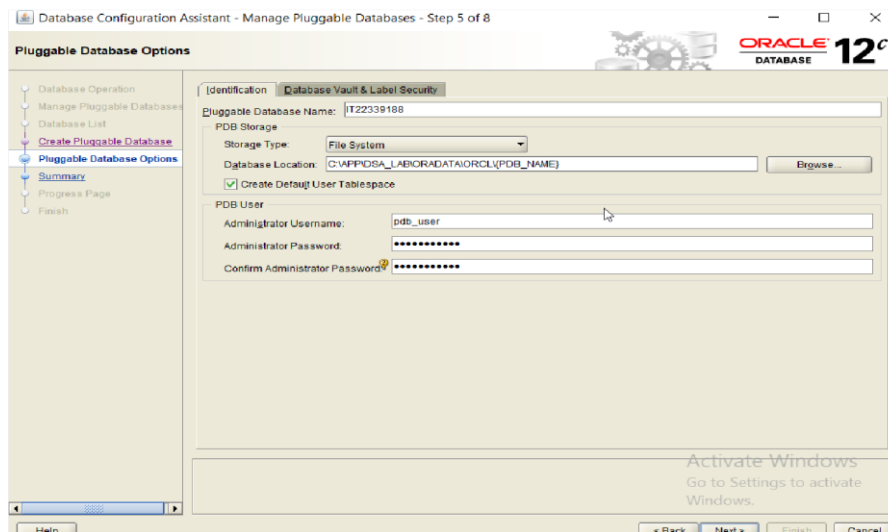 Database Configuration Assistant - Manage Pluggable Databases - Step 5 of 8
Pluggable Database Options
ORACLE
DATABASE
12c
Database Operation
Manage Pluggable Databases
Database List
Create Pluggable Database
Pluggable Database Options
Summary
Progress Page
Finish
Identification Database Vault & Label Security
Pluggable Database Name: IT22339188
PDB Storage
Storage Type: File System
Database Location: C:\APP\DSA_LAB\ORADATA\ORCL\{PDB_NAME} Browse...
Create Default User Tablespace
PDB User
Administrator Username: pdb_user
Administrator Password: •••••••••••
Confirm Administrator Password: •••••••••••
Activate Windows
Go to Settings to activate
Windows.
Help < Back Next > Finish Cancel